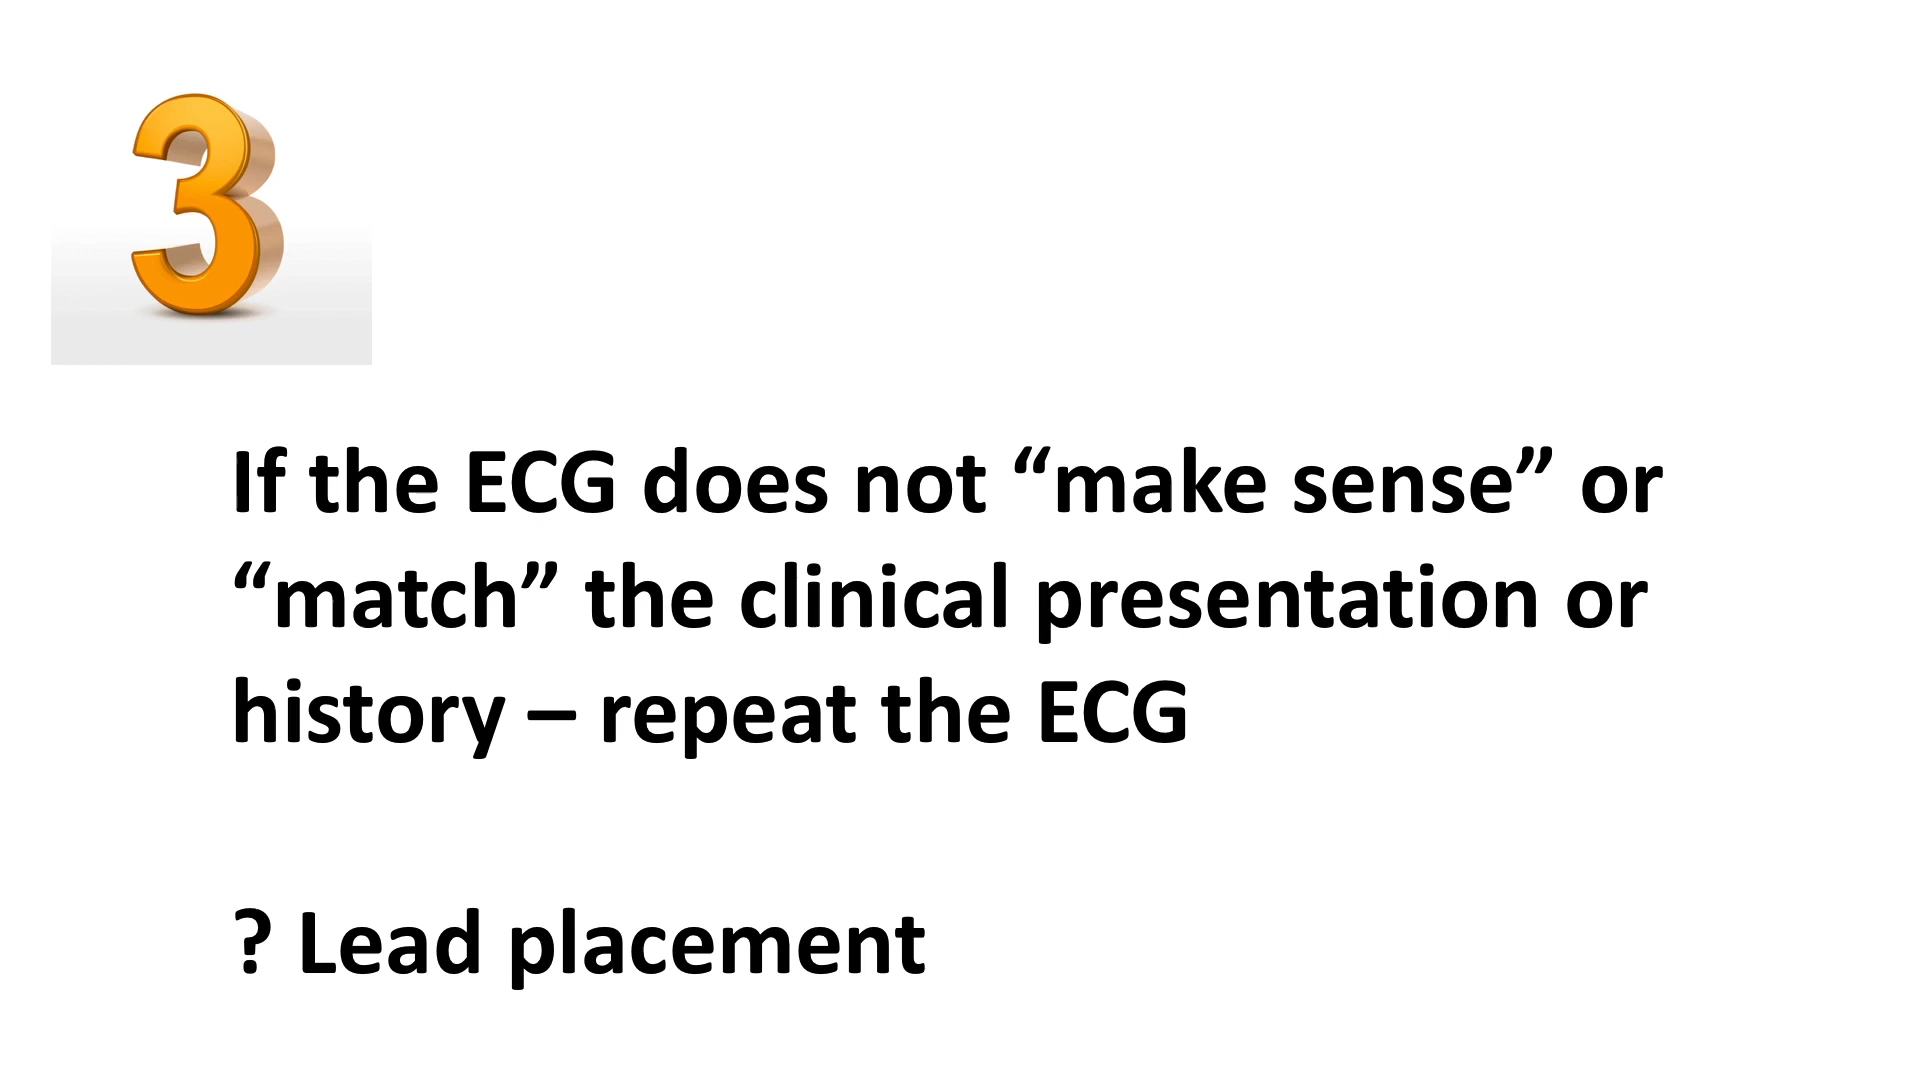 3
If the ECG does not “make sense” or
“match” the clinical presentation or
history – repeat the ECG
? Lead placement